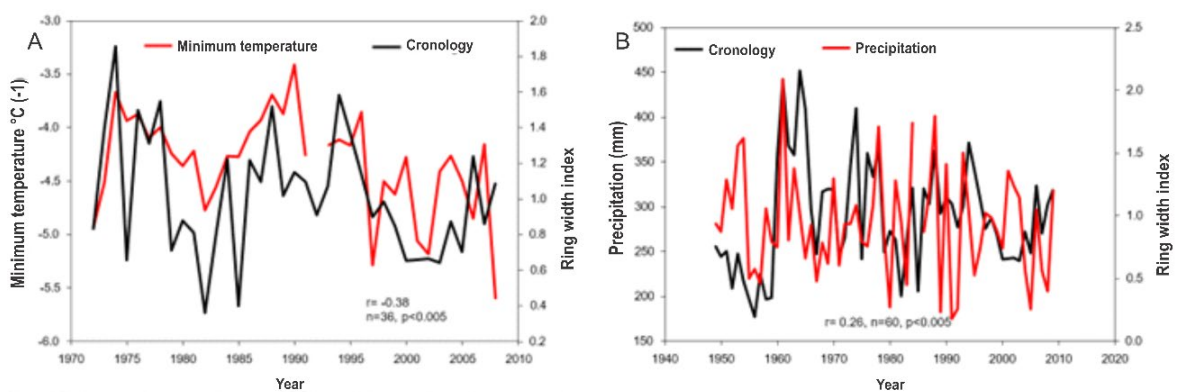 A
Minimum temperature
Cronology
Minimum temperature °C (-1)
-3.0
-3.5
-4.0
-4.5
-5.0
-5.5
-6.0
2.0
1.8
1.6
1.4
1.2
1.0
0.8
0.6
0.4
0.2
Ring width index
r= -0.38
n=36, p<0.005
1970 1975 1980 1985 1990 1995 2000 2005 2010
Year
B
Cronology
Precipitation
Precipitation (mm)
500
450
400
350
300
250
200
150
2.5
2.0
1.5
1.0
0.5
0.0
Ring width index
r= 0.26, n=60, p<0.005
1940 1950 1960 1970 1980 1990 2000 2010 2020
Year